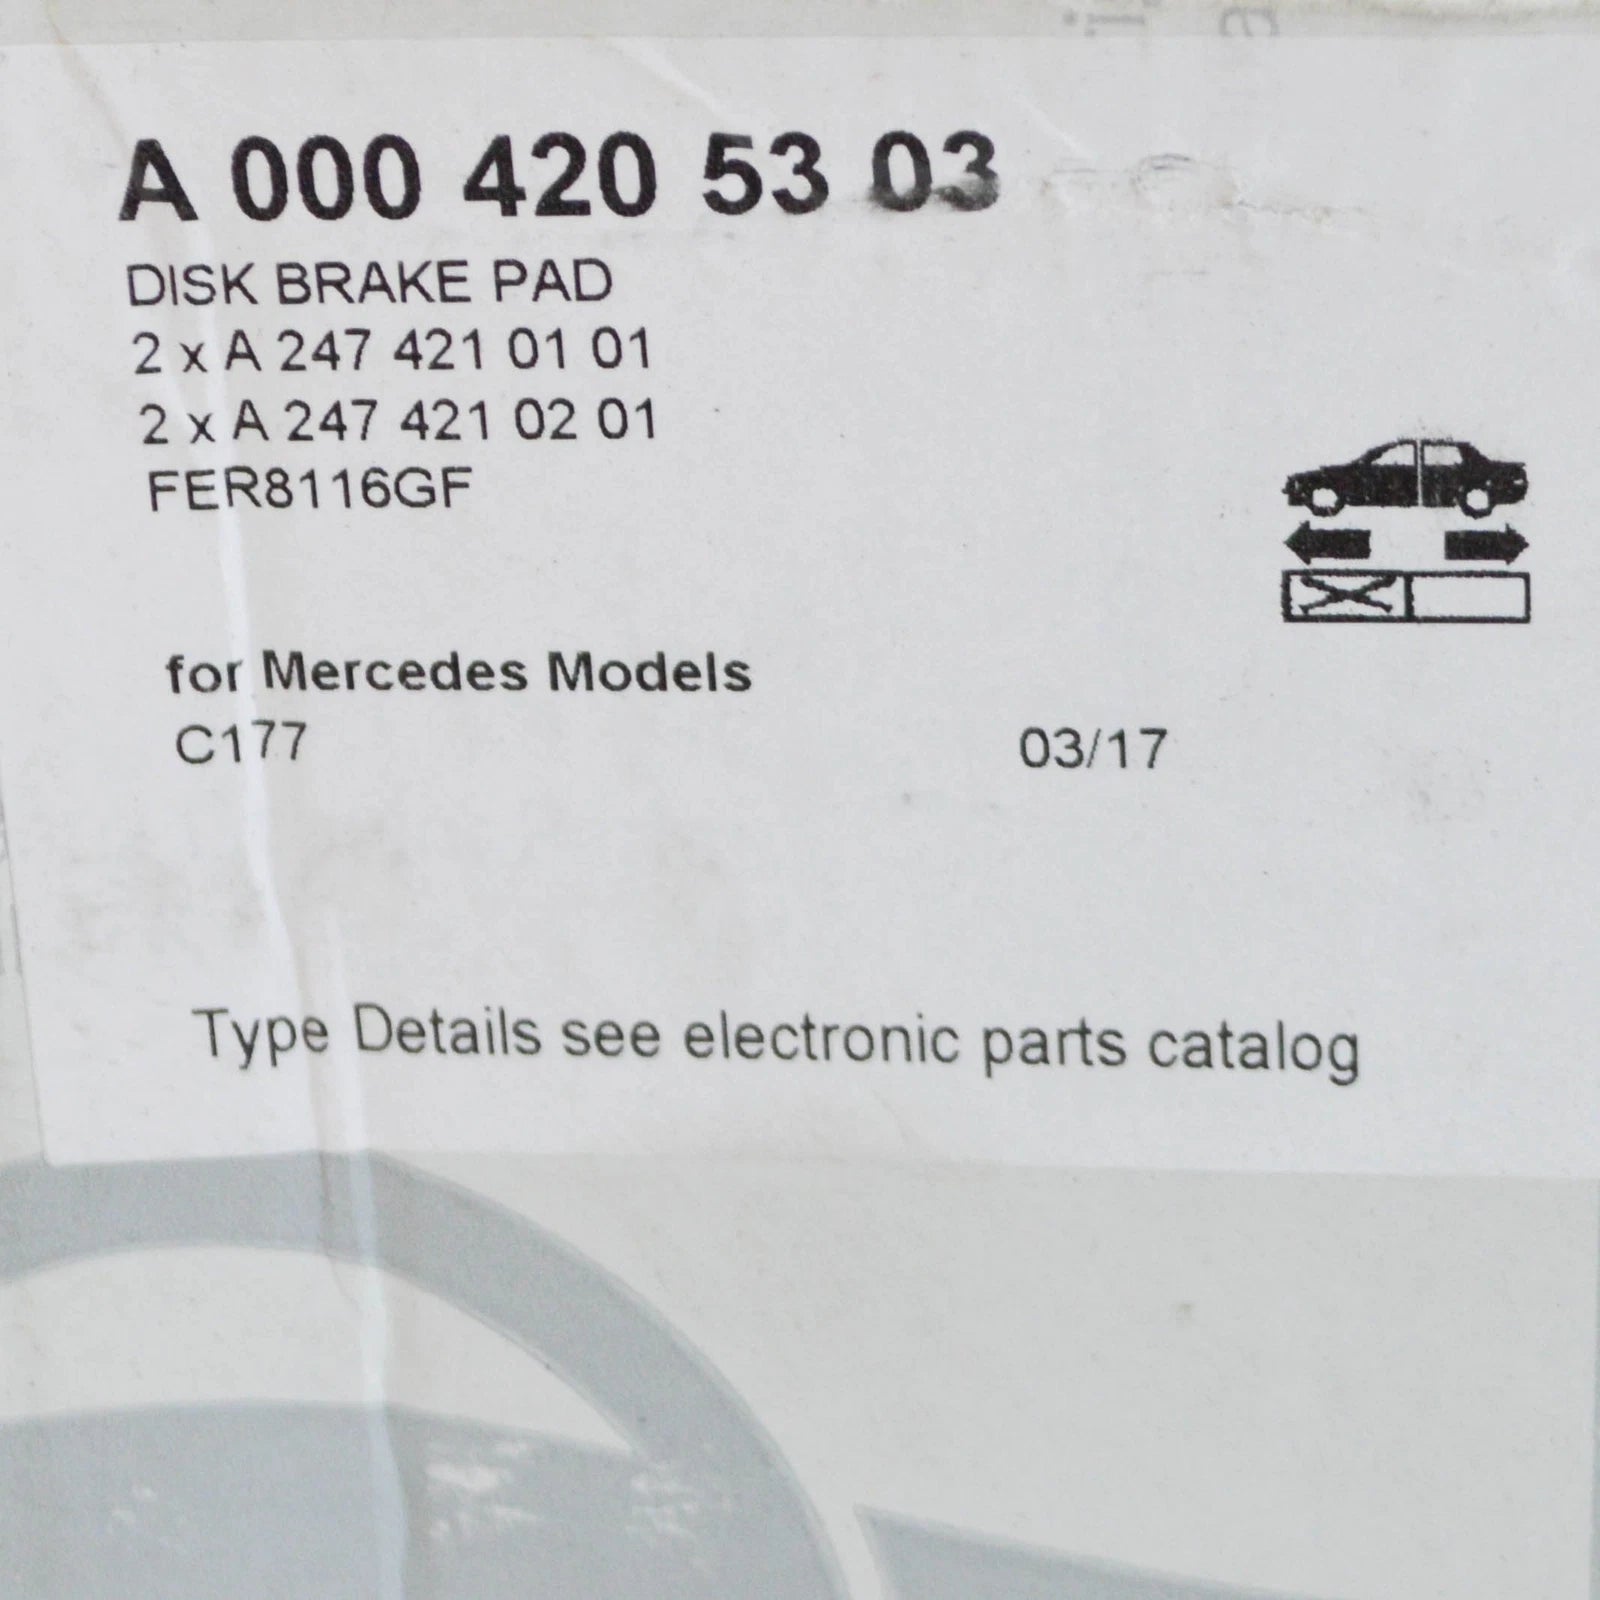 A 000 420 53 03
DISK BRAKE PAD
2 x A 247 421 01 01
2 x A 247 421 02 01
FER8116GF
for Mercedes Models
C177 03/17
Type Details see electronic parts catalog